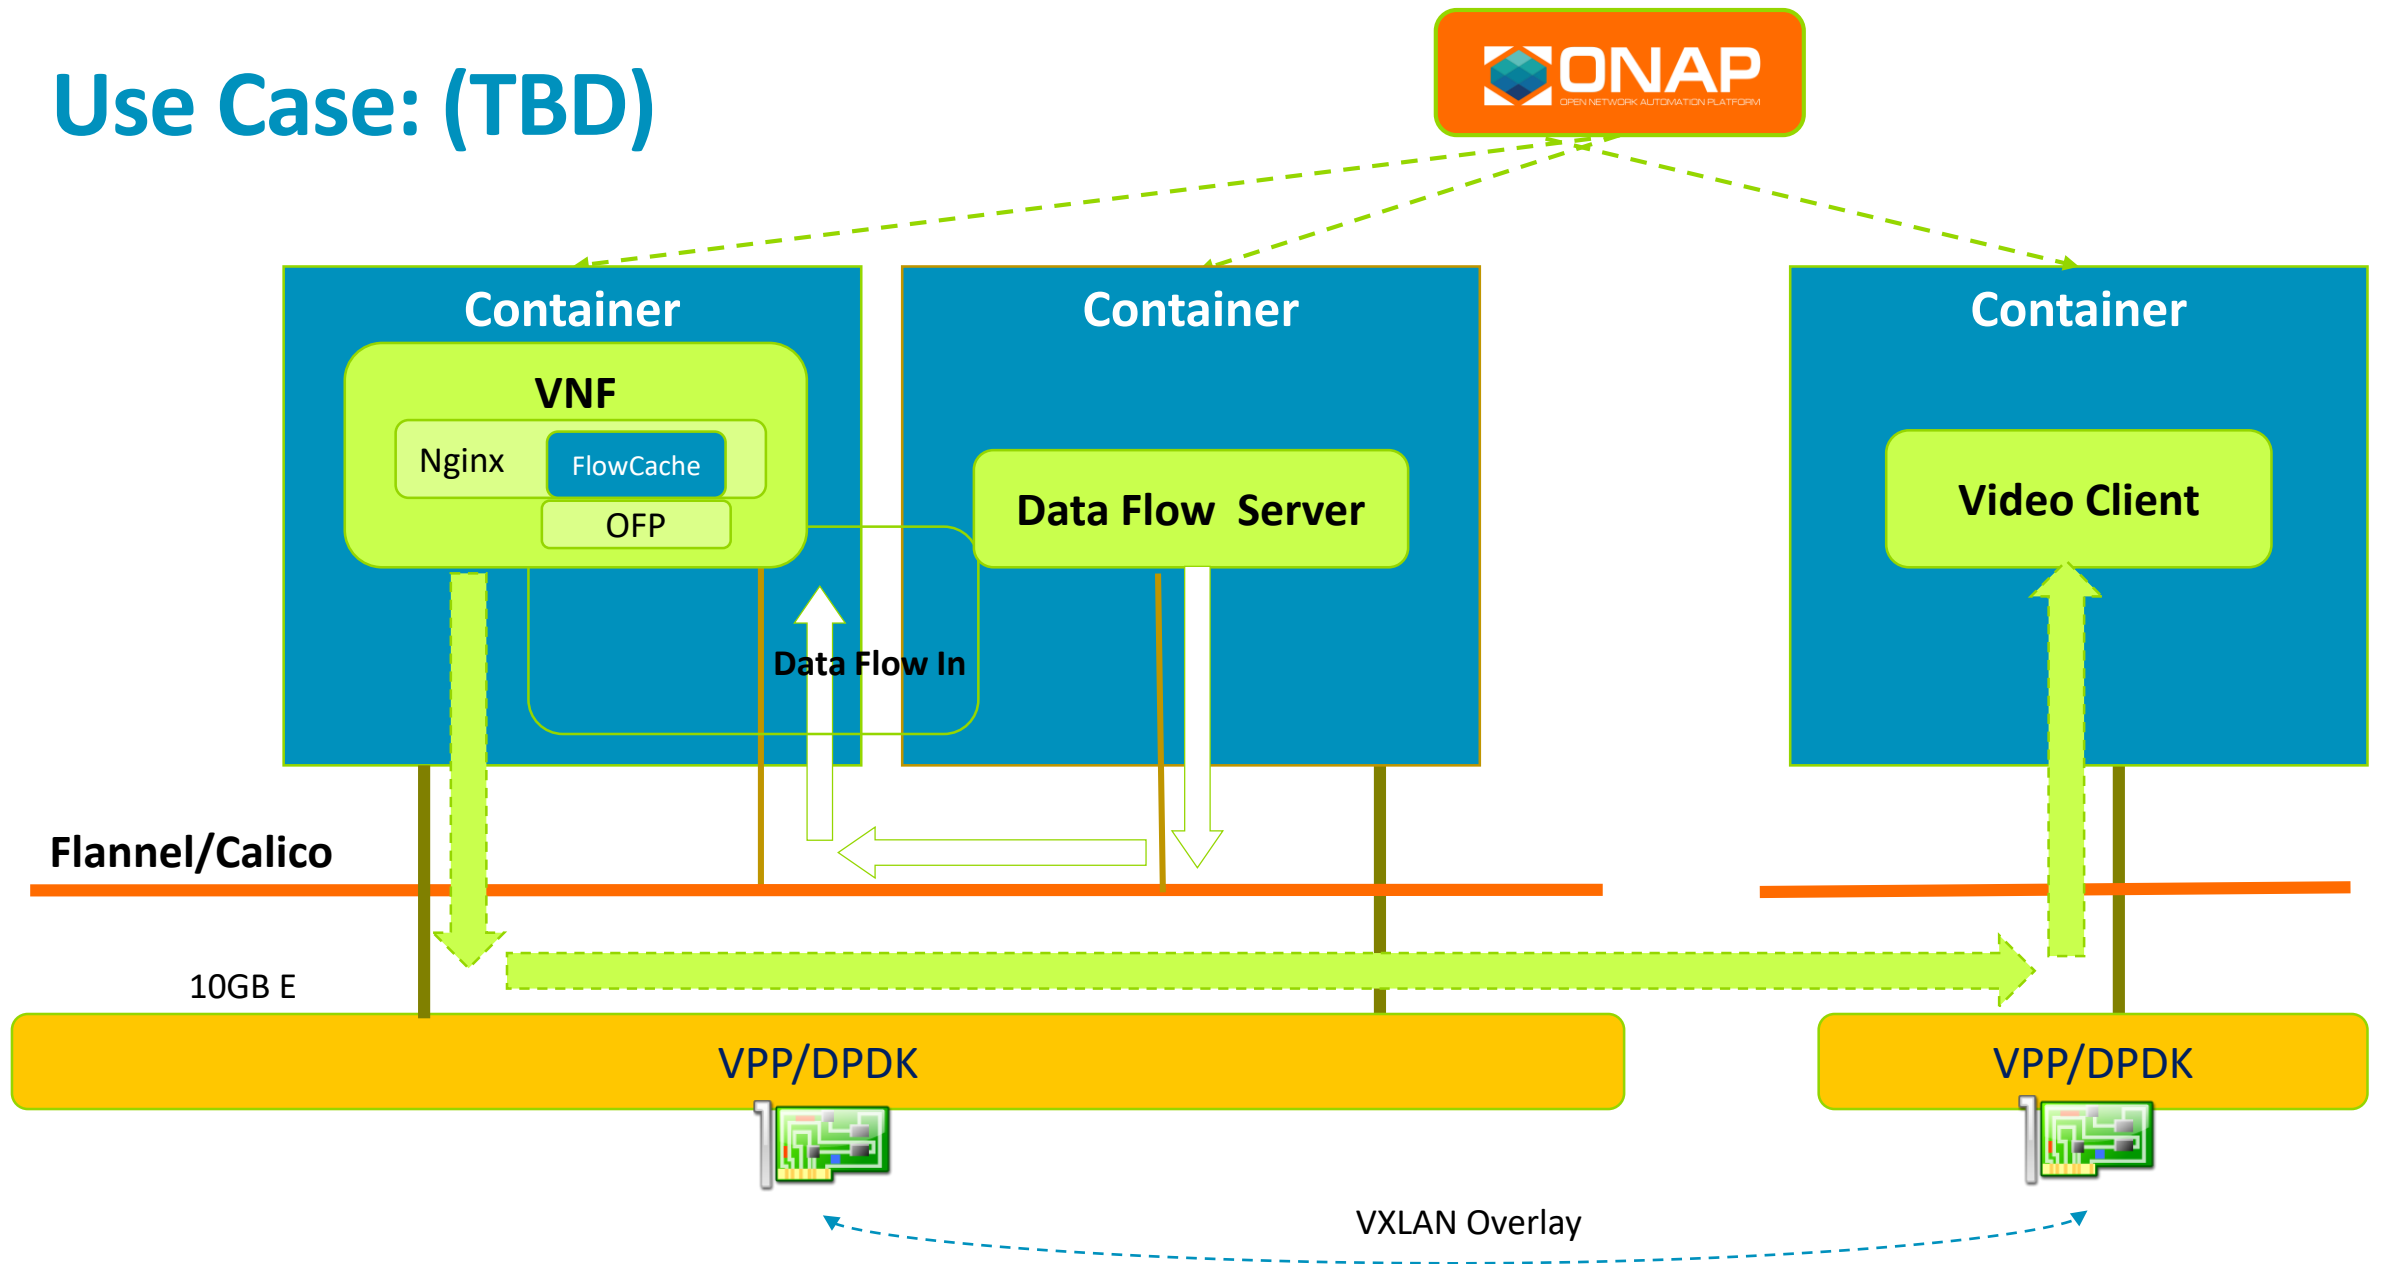 Use Case: (TBD)
ONAP
OPEN NETWORK AUTOMATION PLATFORM
Container
Container
Container
VNF
Nginx
FlowCache
OFP
Data Flow  Server
Video Client
Data Flow In
Flannel/Calico
10GB E
VPP/DPDK
VPP/DPDK
VXLAN Overlay